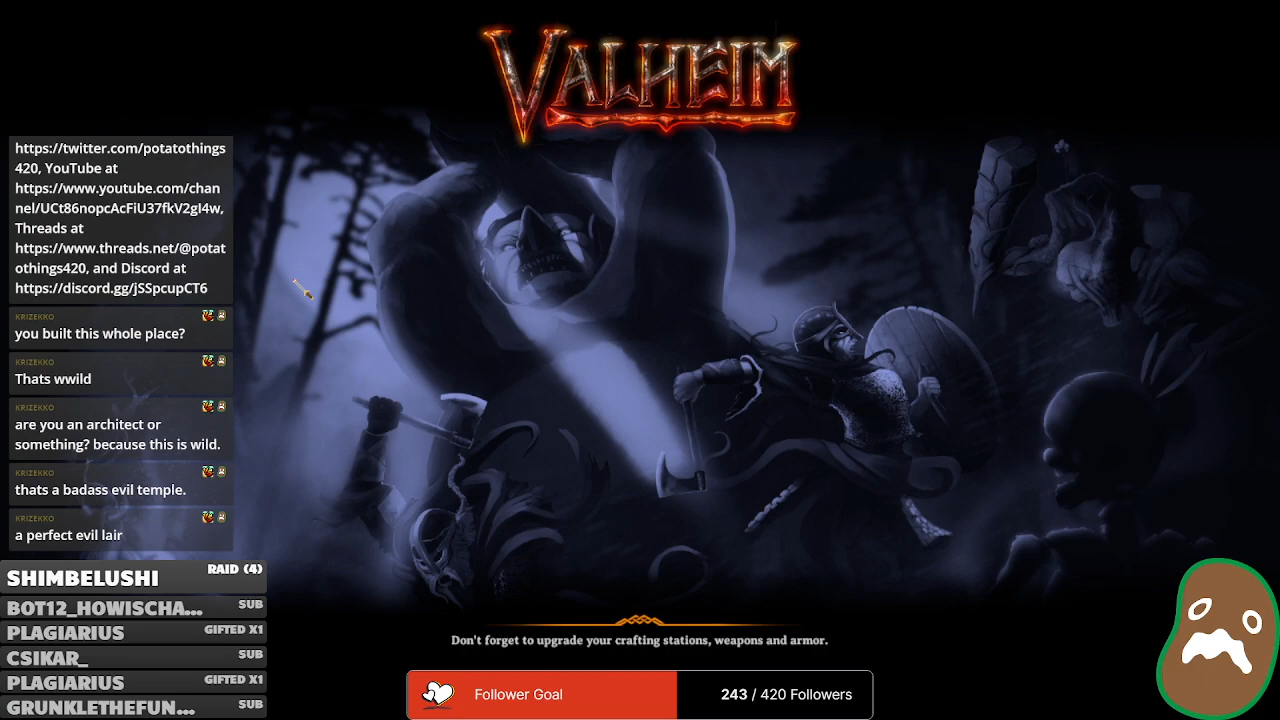 VALHEIM
https://twitter.com/potatothings
420, YouTube at
https://www.youtube.com/chan
nel/UCt86nopcAcFiU37fkV2gI4w,
Threads at
https://www.threads.net/@potat
othings420, and Discord at
https://discord.gg/jSSpcupCT6
KRIZEKKO
you built this whole place?
KRIZEKKO
Thats wwild
KRIZEKKO
are you an architect or
something? because this is wild.
KRIZEKKO
thats a badass evil temple.
KRIZEKKO
a perfect evil lair
SHIMBELUSHI RAID (4)
BOT12_HOWISCHA... SUB
PLAGIARIUS GIFTED X1
CSIKAR_ SUB
PLAGIARIUS GIFTED X1
GRUNKLETHEFUN... SUB
Don't forget to upgrade your crafting stations, weapons and armor.
Follower Goal 243 / 420 Followers